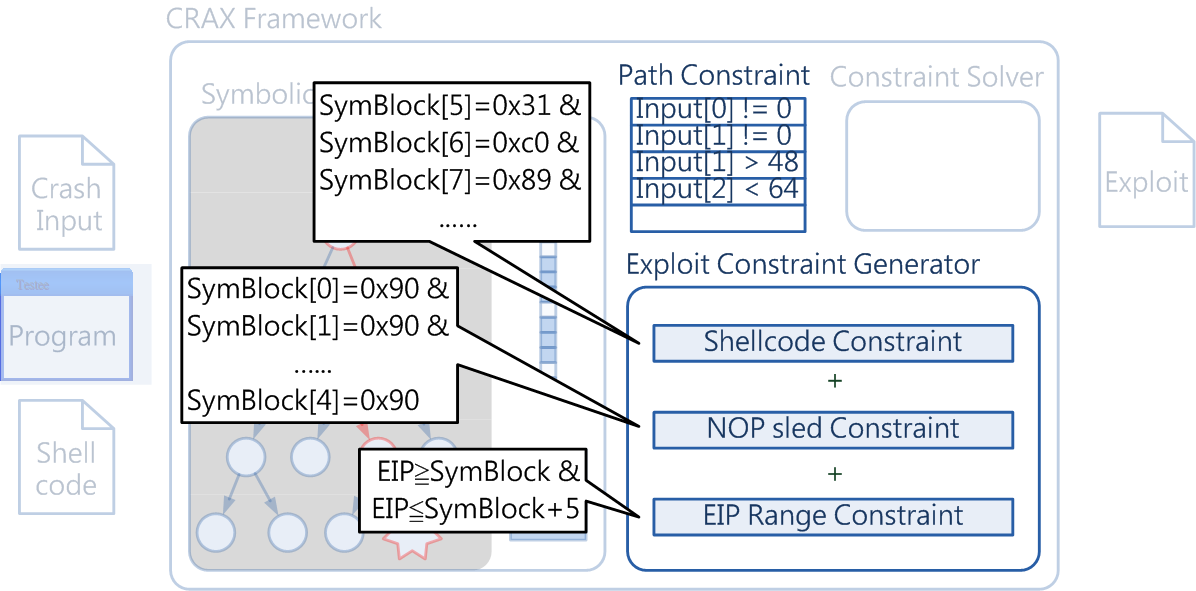 CRAX Framework
Symbolic
SymBlock[5]=0x31 &
SymBlock[6]=0xc0 &
SymBlock[7]=0x89 &
......
Path Constraint
Input[0] != 0
Input[1] != 0
Input[1] > 48
Input[2] < 64
Constraint Solver
Crash
Input
Testee
Program
Shell
code
SymBlock[0]=0x90 &
SymBlock[1]=0x90 &
......
SymBlock[4]=0x90
EIP≧SymBlock &
EIP≦SymBlock+5
Exploit Constraint Generator
Shellcode Constraint
+
NOP sled Constraint
+
EIP Range Constraint
Exploit